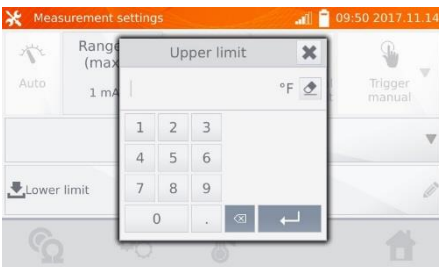 Measurement settings 09:50 2017.11.14
Upper limit
°F
1 2 3
4 5 6
7 8 9
0 .
Auto
Range
(max
1 mA
Trigger
manual
Lower limit